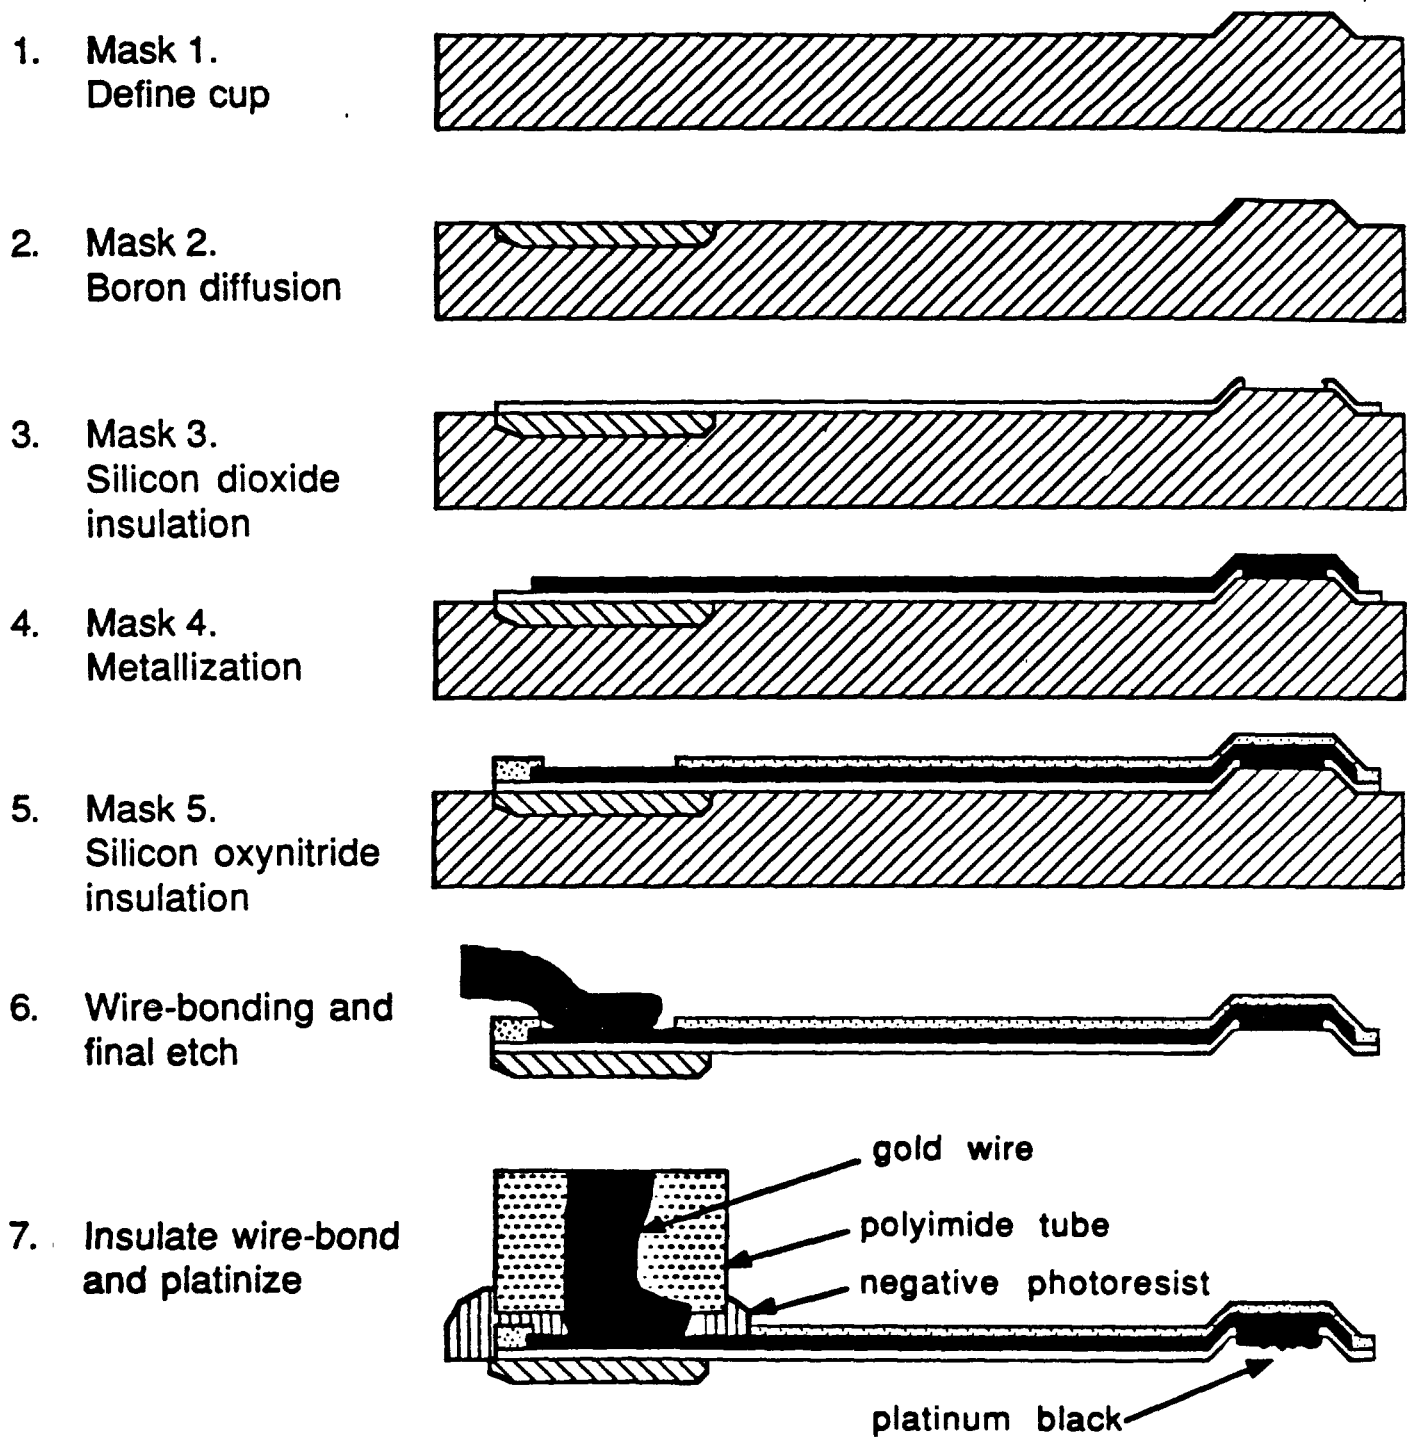 1. Mask 1.
Define cup
2. Mask 2.
Boron diffusion
3. Mask 3.
Silicon dioxide
insulation
4. Mask 4.
Metallization
5. Mask 5.
Silicon oxynitride
insulation
6. Wire-bonding and
final etch
7. Insulate wire-bond
and platinize
gold wire
polyimide tube
negative photoresist
platinum black